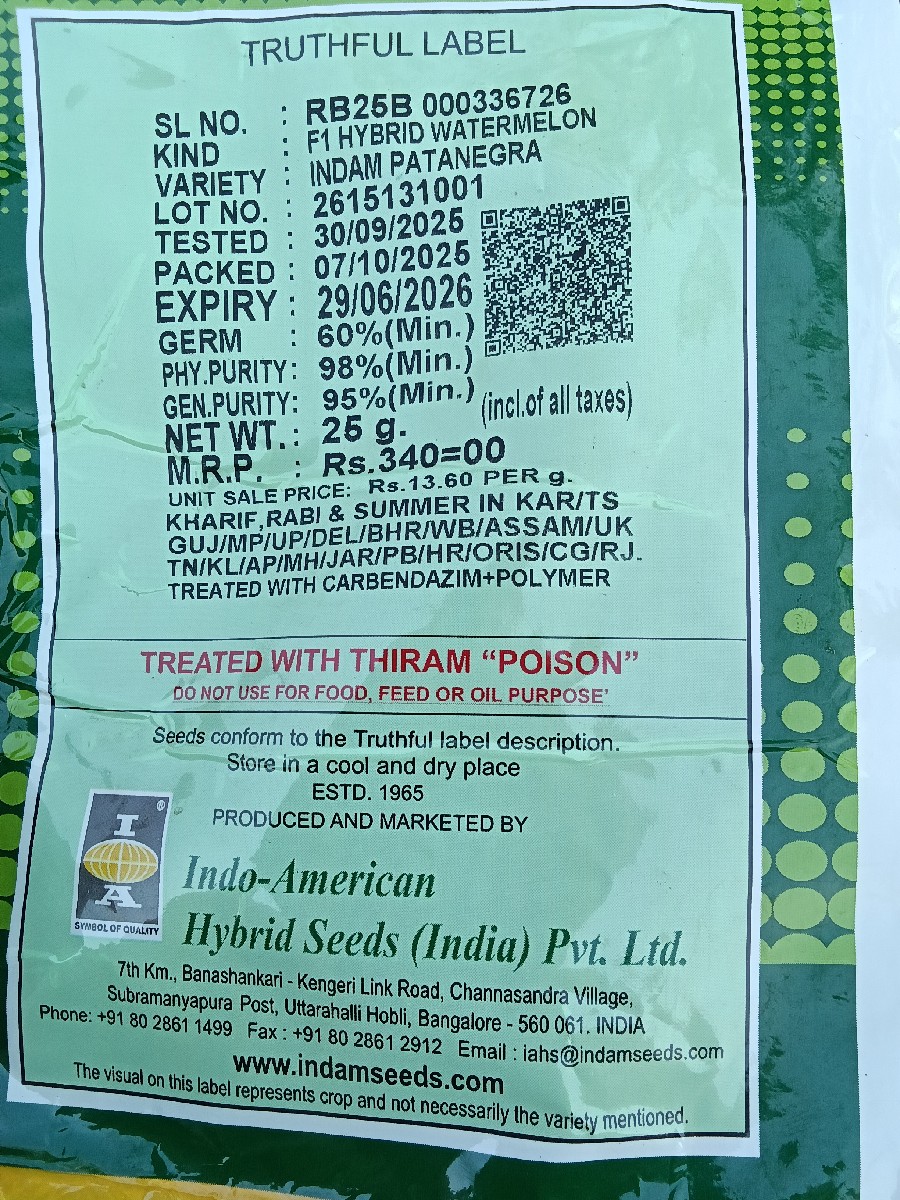 TRUTHFUL LABEL
SL NO. : RB25B 000336726
KIND : F1 HYBRID WATERMELON
VARIETY : INDAM PATANEGRA
LOT NO. : 2615131001
TESTED : 30/09/2025
PACKED : 07/10/2025
EXPIRY : 29/06/2026
GERM : 60%(Min.)
PHY.PURITY: 98%(Min.)
GEN.PURITY: 95%(Min.)
NET WT. : 25 g. (incl.of all taxes)
M.R.P. : Rs.340=00
UNIT SALE PRICE: Rs.13.60 PER g.
KHARIF,RABI & SUMMER IN KAR/TS
GUJ/MP/UP/DEL/BHR/WB/ASSAM/UK
TN/KL/AP/MH/JAR/PB/HR/ORIS/CG/RJ.
TREATED WITH CARBENDAZIM+POLYMER
TREATED WITH THIRAM “POISON”
DO NOT USE FOR FOOD, FEED OR OIL PURPOSE’
Seeds conform to the Truthful label description.
Store in a cool and dry place
ESTD. 1965
PRODUCED AND MARKETED BY
I A ®
SYMBOL OF QUALITY
Indo-American
Hybrid Seeds (India) Pvt. Ltd.
7th Km., Banashankari - Kengeri Link Road, Channasandra Village,
Subramanyapura Post, Uttarahalli Hobli, Bangalore - 560 061. INDIA
Phone: +91 80 2861 1499 Fax : +91 80 2861 2912 Email : iahs@indamseeds.com
www.indamseeds.com
The visual on this label represents crop and not necessarily the variety mentioned.